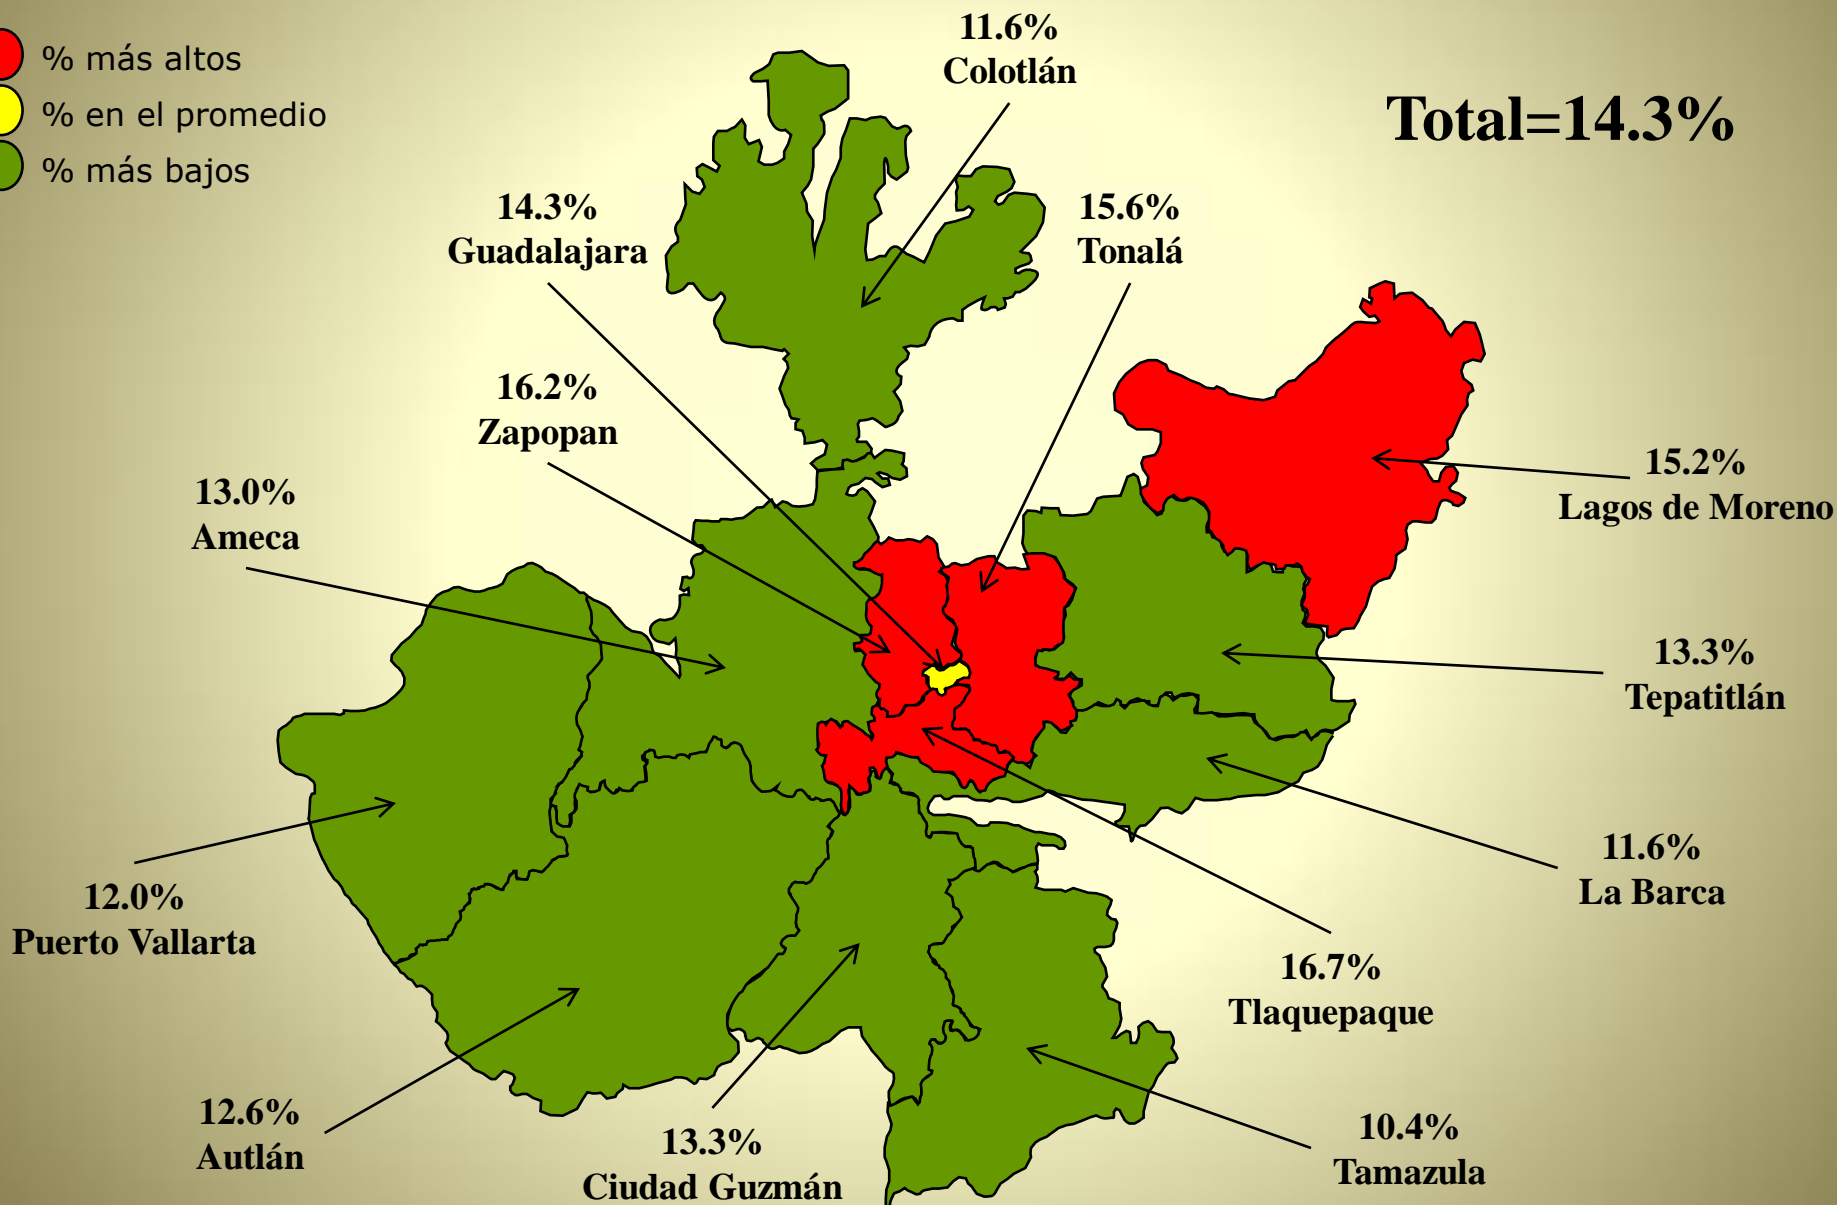 % más altos
% en el promedio
% más bajos
Total=14.3%
11.6%
Colotlán
14.3%
Guadalajara
15.6%
Tonalá
16.2%
Zapopan
13.0%
Ameca
15.2%
Lagos de Moreno
13.3%
Tepatitlán
11.6%
La Barca
12.0%
Puerto Vallarta
16.7%
Tlaquepaque
12.6%
Autlán
13.3%
Ciudad Guzmán
10.4%
Tamazula